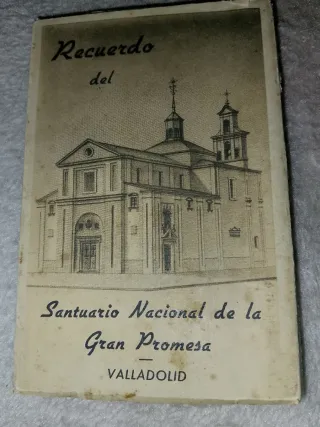 Recuerdo
del
Santuario Nacional de la
Gran Promesa
VALLADOLID